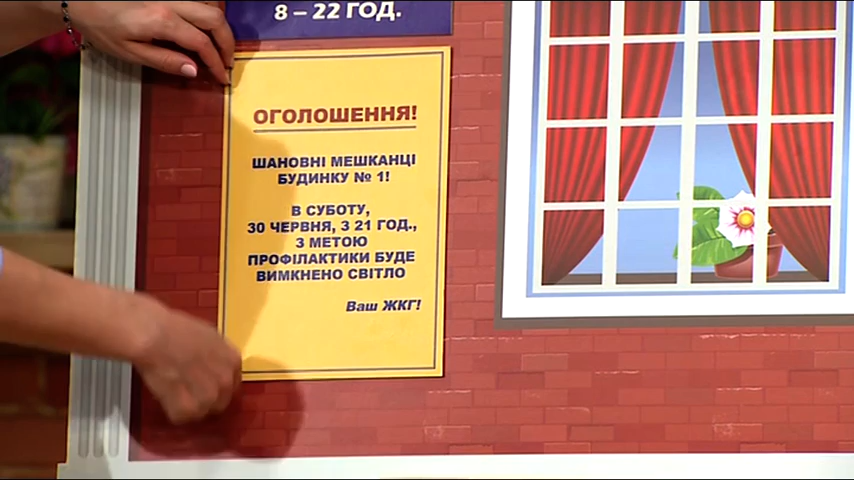 8 – 22 ГОД.
ОГОЛОШЕННЯ!
ШАНОВНІ МЕШКАНЦІ
БУДИНКУ № 1!
В СУБОТУ,
30 ЧЕРВНЯ, З 21 ГОД.,
З МЕТОЮ
ПРОФІЛАКТИКИ БУДЕ
ВИМКНЕНО СВІТЛО
Ваш ЖКГ!